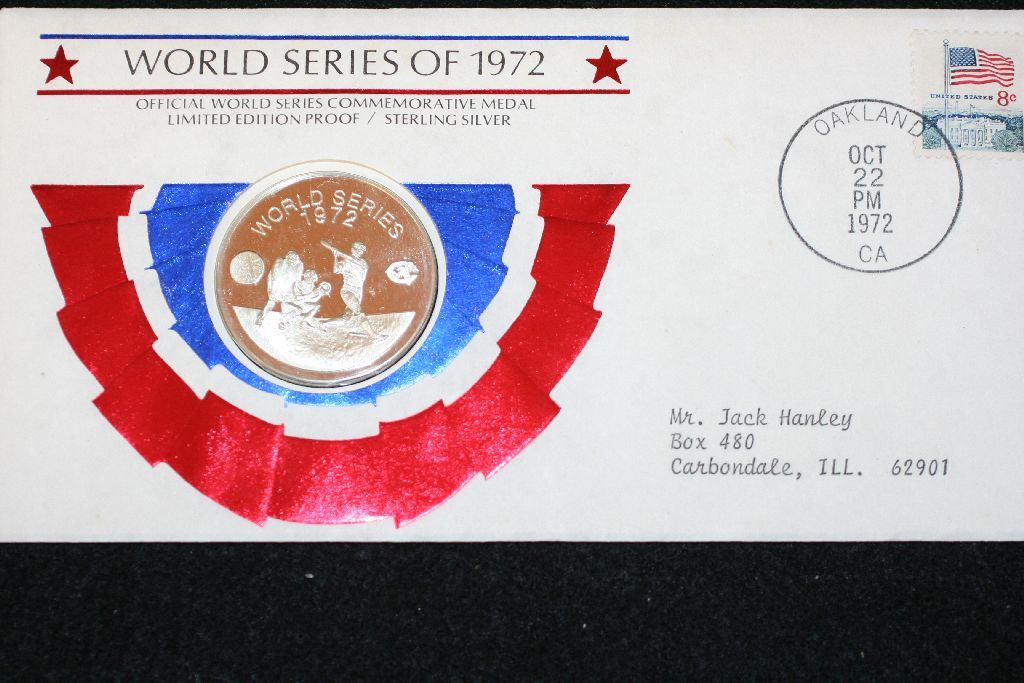 WORLD SERIES OF 1972
OFFICIAL WORLD SERIES COMMEMORATIVE MEDAL
LIMITED EDITION PROOF / STERLING SILVER
WORLD SERIES
1972
UNITED STATES 8c
OAKLAND
OCT
22
PM
1972
CA
Mr. Jack Hanley
Box 480
Carbondale, ILL. 62901